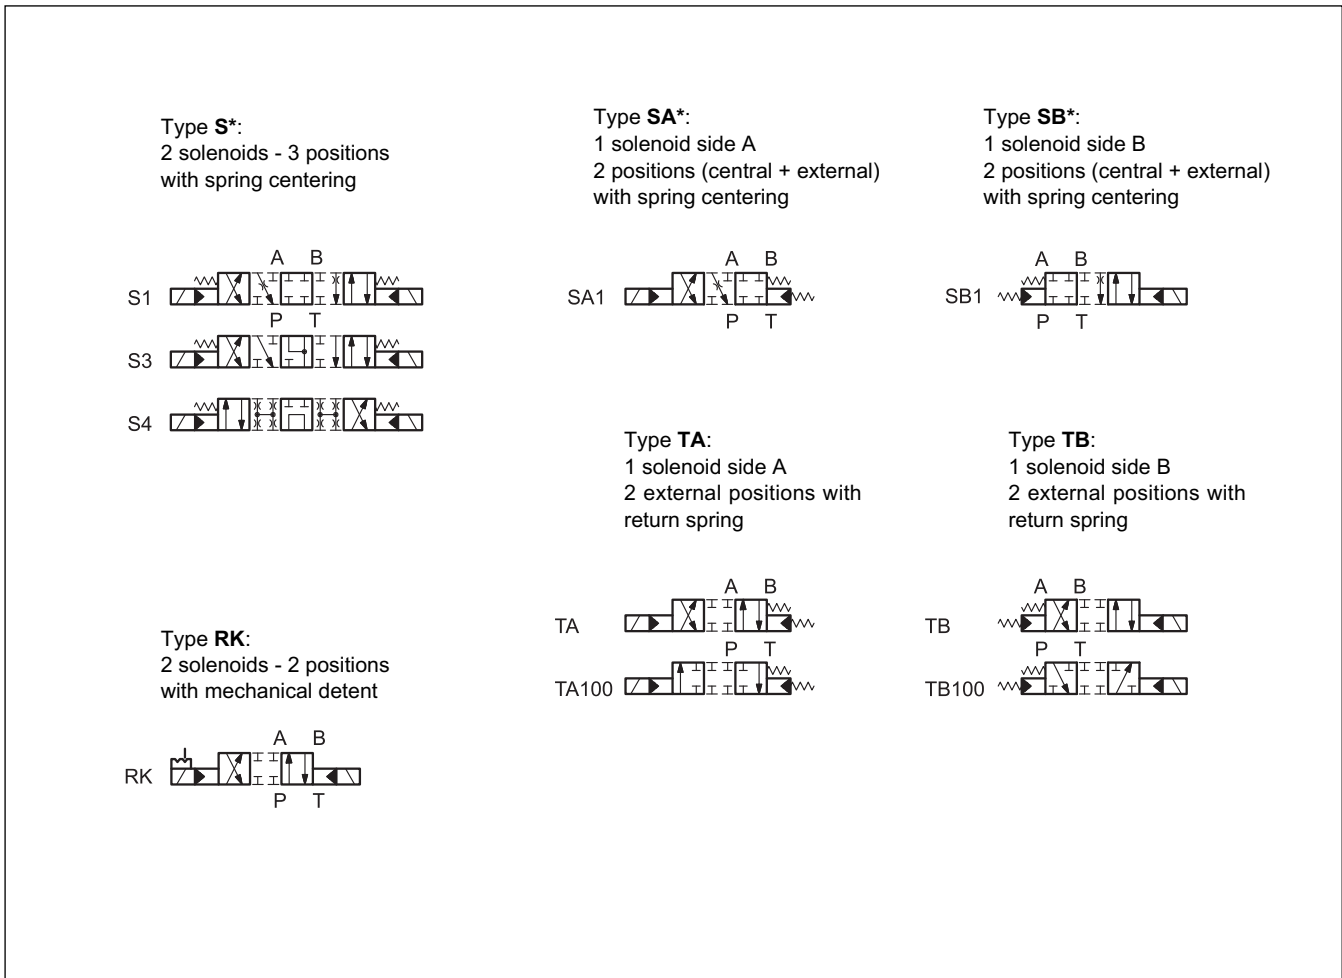 Type S*:
2 solenoids - 3 positions
with spring centering
A B
S1
P T
S3
S4
Type SA*:
1 solenoid side A
2 positions (central + external)
with spring centering
A B
SA1
P T
Type SB*:
1 solenoid side B
2 positions (central + external)
with spring centering
A B
SB1
P T
Type TA:
1 solenoid side A
2 external positions with
return spring
A B
TA
P T
TA100
Type TB:
1 solenoid side B
2 external positions with
return spring
A B
TB
P T
TB100
Type RK:
2 solenoids - 2 positions
with mechanical detent
A B
RK
P T